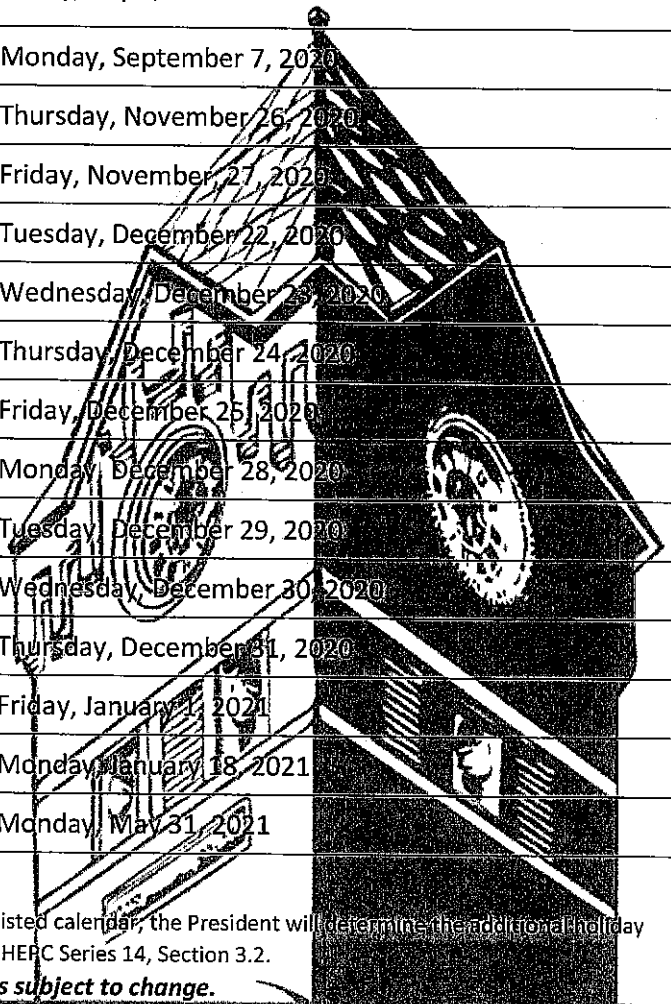 Monday, September 7, 2020
Thursday, November 26, 2020
Friday, November, 27, 2020
Tuesday, December 22, 2020
Wednesday, December 23, 2020
Thursday, December 24, 2020
Friday, December 25, 2020
Monday, December 28, 2020
Tuesday, December 29, 2020
Wednesday, December 30, 2020
Thursday, December 31, 2020
Friday, January 1, 2021
Monday, January 18, 2021
Monday, May 31, 2021
isted calendar, the President will determine the additional holiday
HEPC Series 14, Section 3.2.
s subject to change.